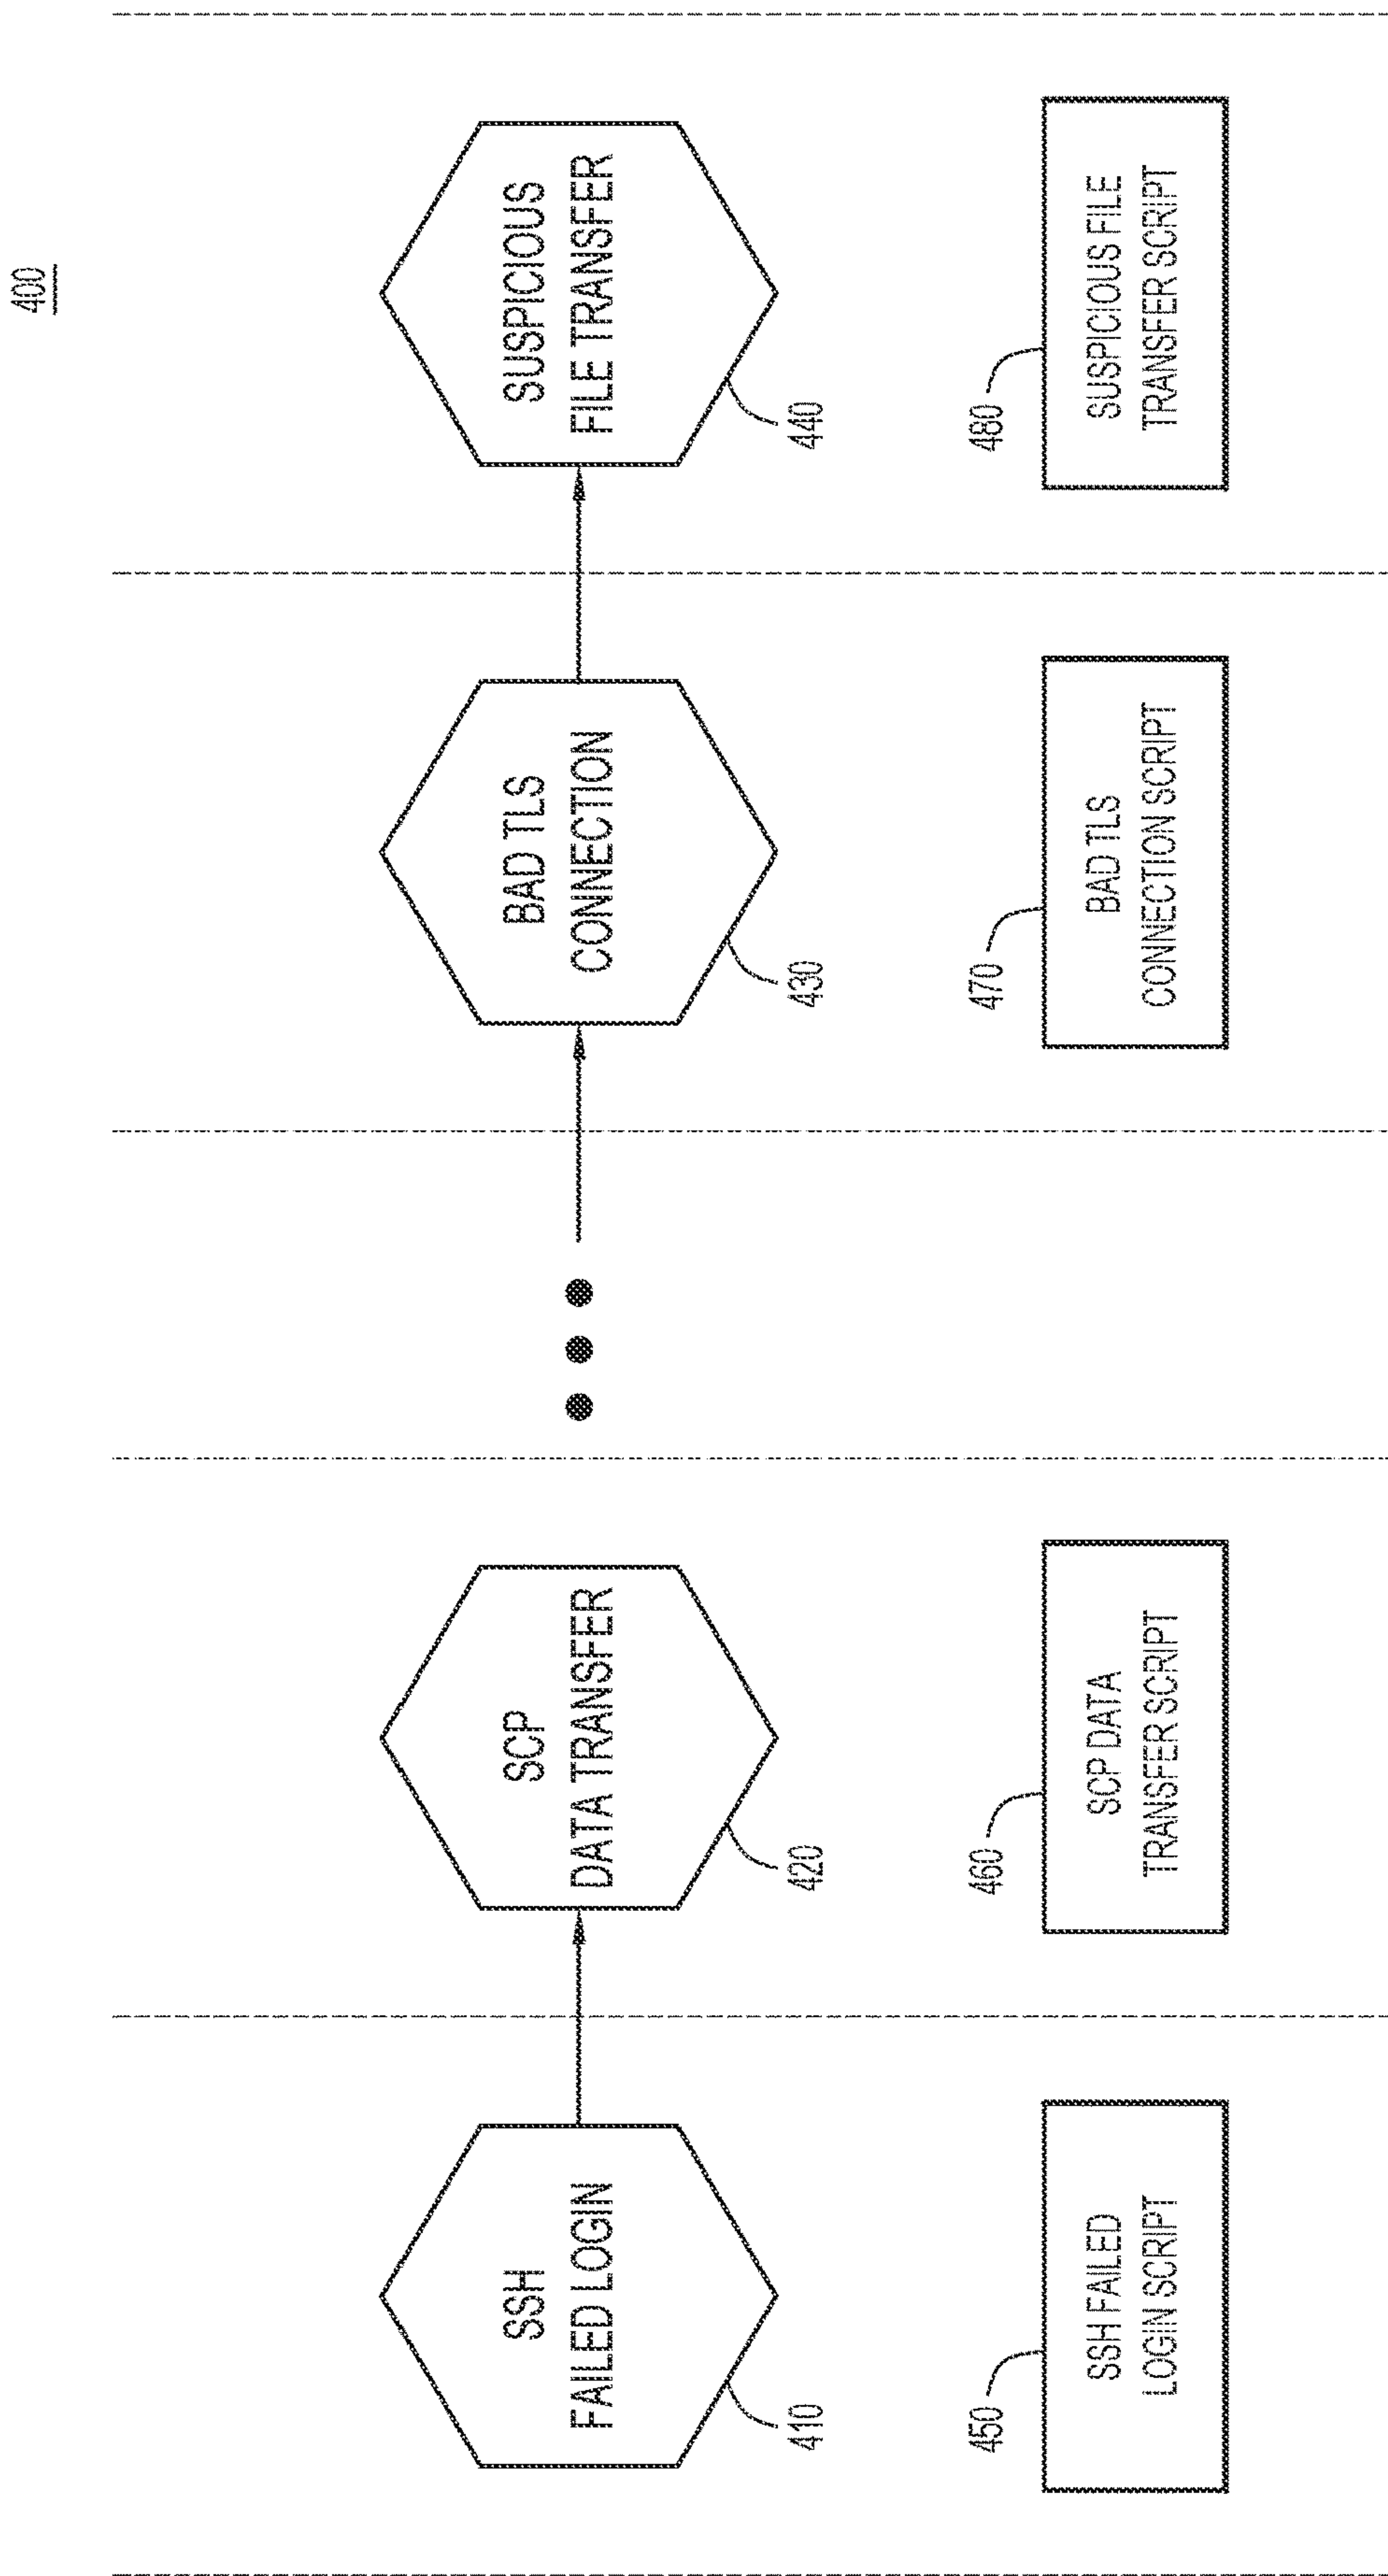 400
SSH
FAILED LOGIN
410
SCP
DATA TRANSFER
420
BAD TLS
CONNECTION
430
SUSPICIOUS
FILE TRANSFER
440
450
SSH FAILED
LOGIN SCRIPT
460
SCP DATA
TRANSFER SCRIPT
470
BAD TLS
CONNECTION SCRIPT
480
SUSPICIOUS FILE
TRANSFER SCRIPT